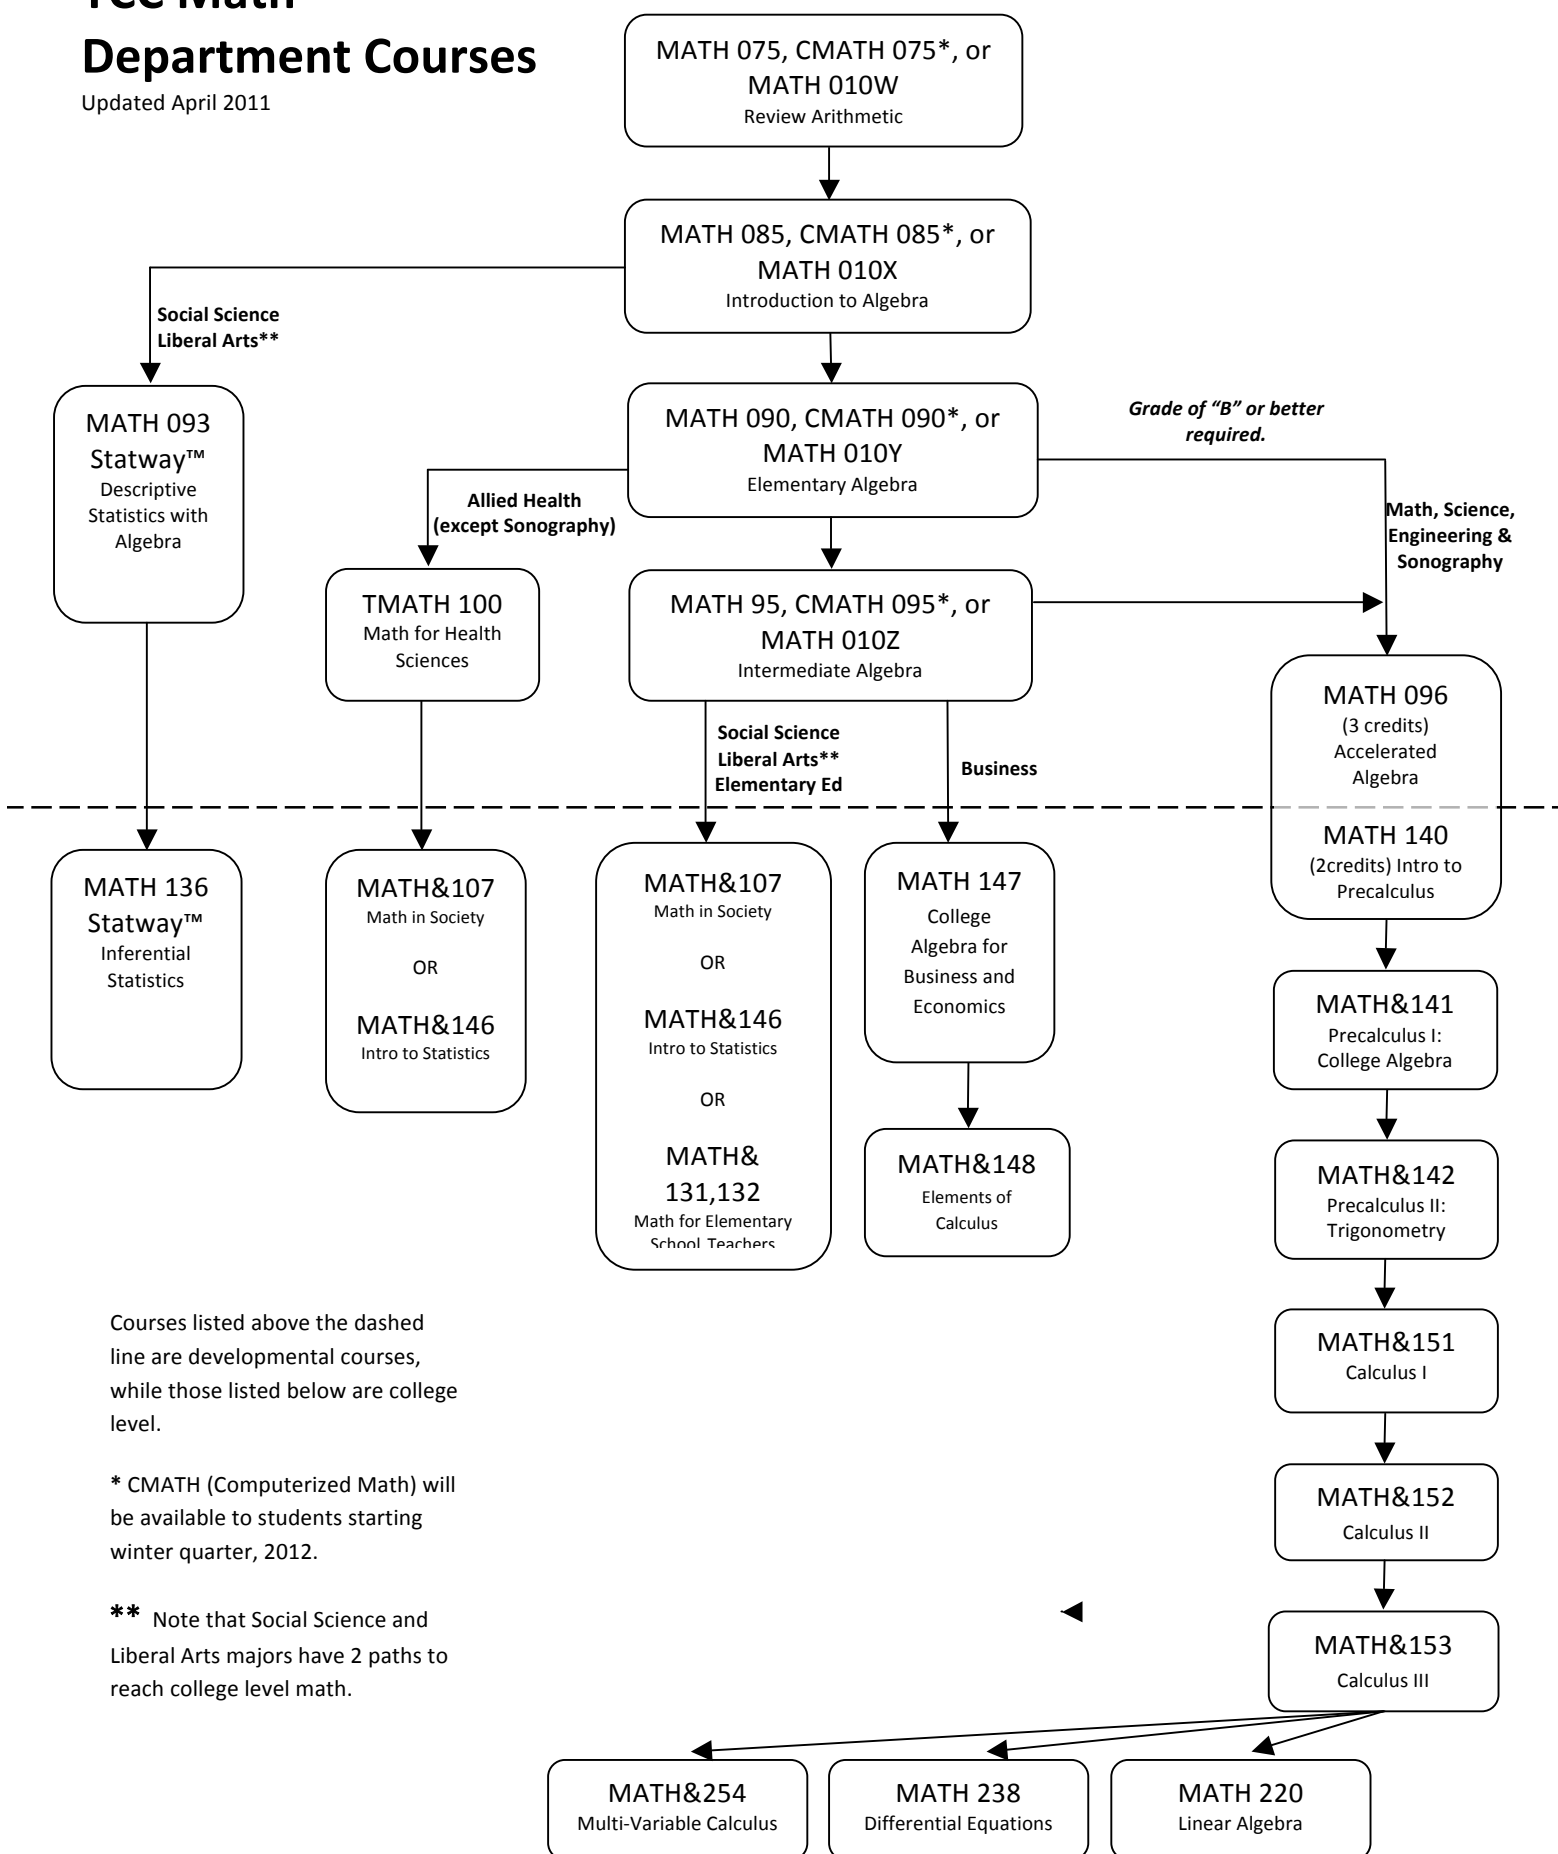 TCC Math
Department Courses
Updated April 2011
MATH 075, CMATH 075*, or
MATH 010W
Review Arithmetic
MATH 085, CMATH 085*, or
MATH 010X
Introduction to Algebra
Social Science
Liberal Arts**
MATH 093
Statway™
Descriptive
Statistics with
Algebra
MATH 090, CMATH 090*, or
MATH 010Y
Elementary Algebra
Grade of “B” or better
required.
Allied Health
(except Sonography)
Math, Science,
Engineering &
Sonography
TMATH 100
Math for Health
Sciences
MATH 95, CMATH 095*, or
MATH 010Z
Intermediate Algebra
MATH 096
(3 credits)
Accelerated
Algebra
Social Science
Liberal Arts**
Elementary Ed
Business
MATH 140
(2credits) Intro to
Precalculus
MATH 136
Statway™
Inferential
Statistics
MATH&107
Math in Society
OR
MATH&146
Intro to Statistics
MATH&107
Math in Society
OR
MATH&146
Intro to Statistics
OR
MATH&
131,132
Math for Elementary
School Teachers
MATH 147
College
Algebra for
Business and
Economics
MATH&148
Elements of
Calculus
MATH&141
Precalculus I:
College Algebra
MATH&142
Precalculus II:
Trigonometry
MATH&151
Calculus I
MATH&152
Calculus II
MATH&153
Calculus III
Courses listed above the dashed
line are developmental courses,
while those listed below are college
level.
* CMATH (Computerized Math) will
be available to students starting
winter quarter, 2012.
** Note that Social Science and
Liberal Arts majors have 2 paths to
reach college level math.
MATH&254
Multi-Variable Calculus
MATH 238
Differential Equations
MATH 220
Linear Algebra